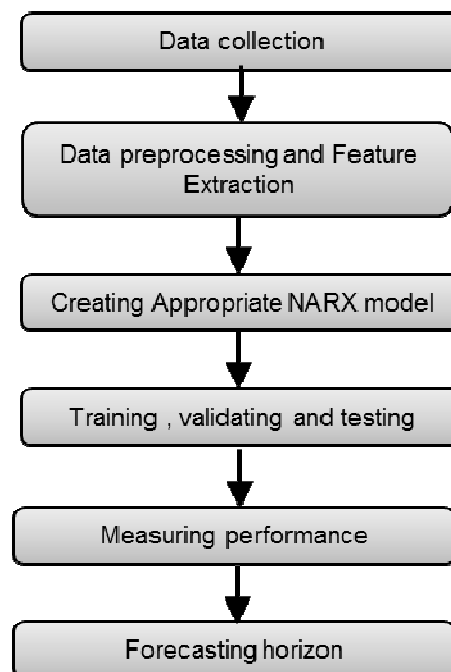 Data collection
Data preprocessing and Feature
Extraction
Creating Appropriate NARX model
Training , validating and testing
Measuring performance
Forecasting horizon